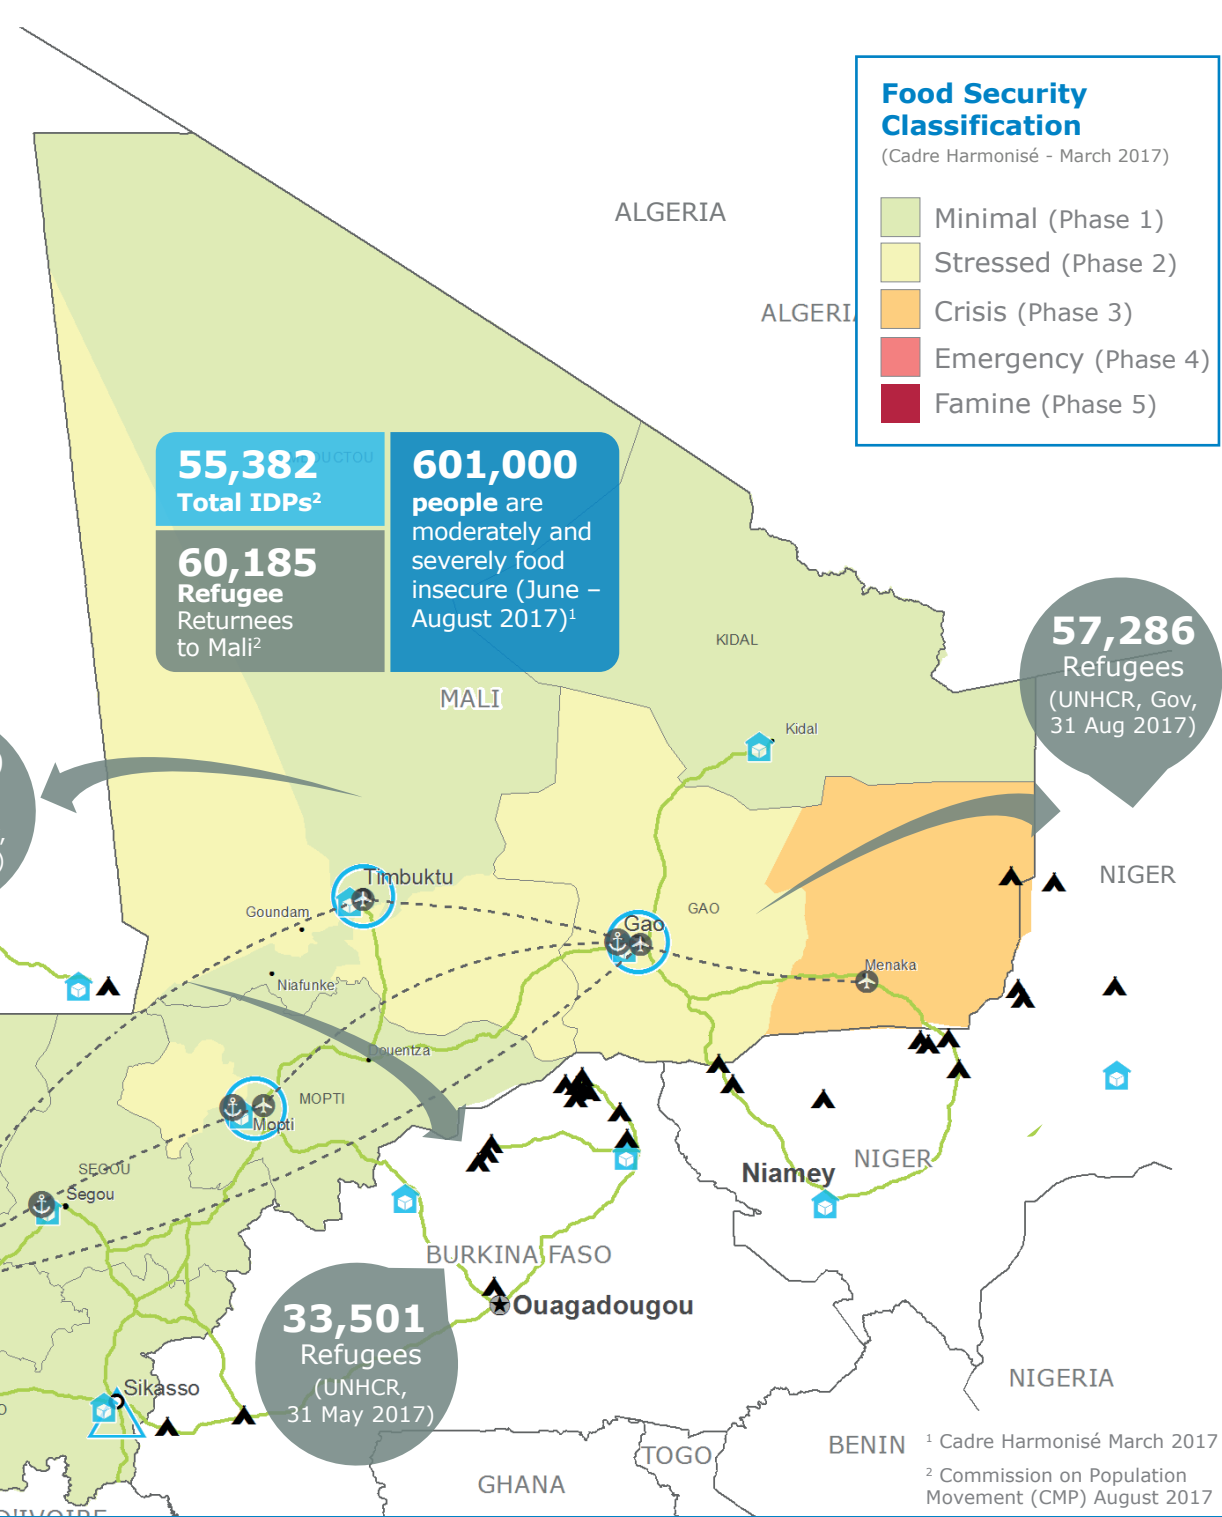 Food Security
Classification
(Cadre Harmonisé - March 2017)
Minimal (Phase 1)
Stressed (Phase 2)
Crisis (Phase 3)
Emergency (Phase 4)
Famine (Phase 5)
ALGERIA
ALGERIA
55,382
Total IDPs²
60,185
Refugee
Returnees
to Mali²
601,000
people are
moderately and
severely food
insecure (June –
August 2017)¹
KIDAL
MALI
Kidal
57,286
Refugees
(UNHCR, Gov,
31 Aug 2017)
Timbuktu
Goundam
Niafunke
Gao
GAO
Menaka
NIGER
Douentza
MOPTI
Mopti
SEGOU
Segou
NIGER
Niamey
BURKINA FASO
Ouagadougou
33,501
Refugees
(UNHCR,
31 May 2017)
Sikasso
NIGERIA
BENIN
TOGO
GHANA
¹ Cadre Harmonisé March 2017
² Commission on Population
Movement (CMP) August 2017